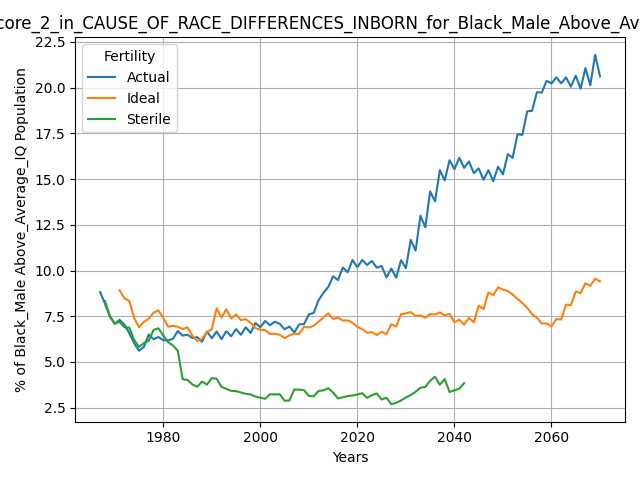 core_2_in_CAUSE_OF_RACE_DIFFERENCES_INBORN_for_Black_Male_Above_Av
Fertility
Actual
Ideal
Sterile
% of Black_Male Above_Average_IQ Population
22.5
20.0
17.5
15.0
12.5
10.0
7.5
5.0
2.5
1980
2000
2020
2040
2060
Years